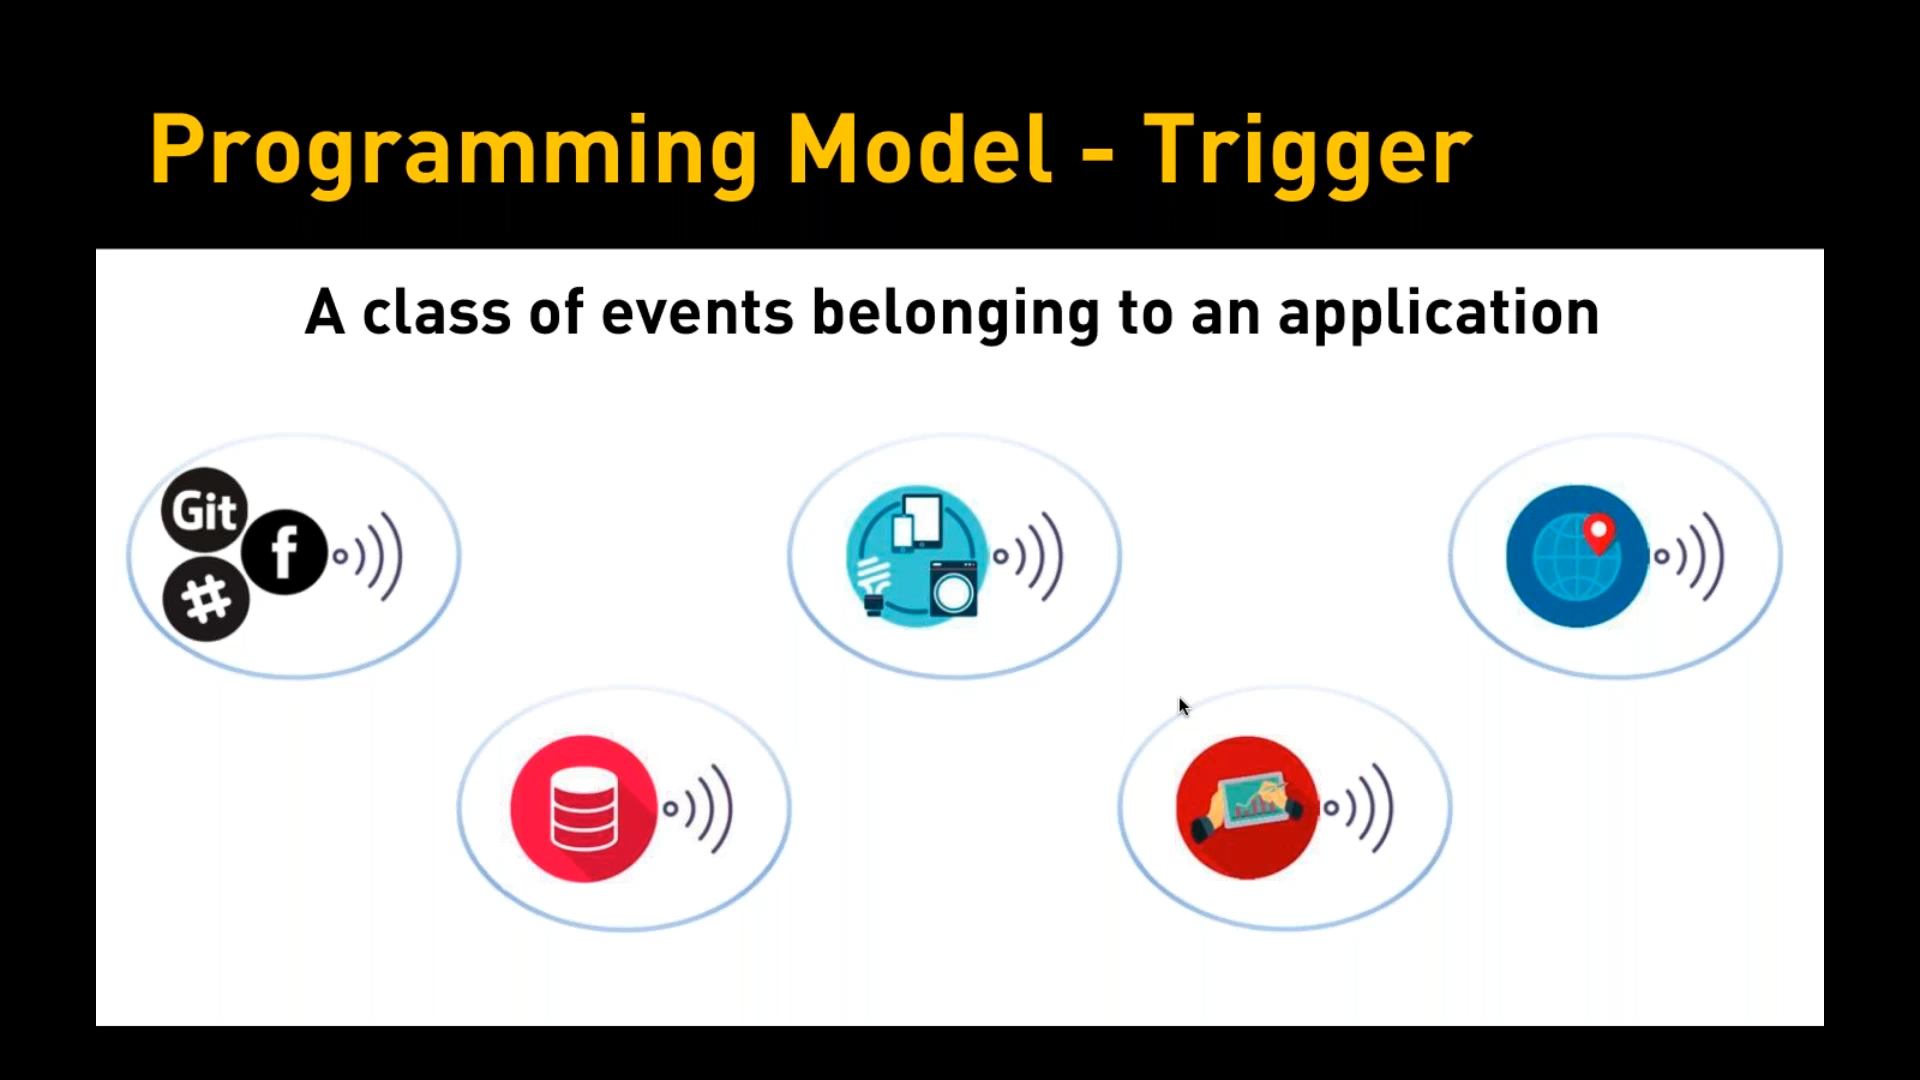 Programming Model - Trigger
A class of events belonging to an application
Git
f
#